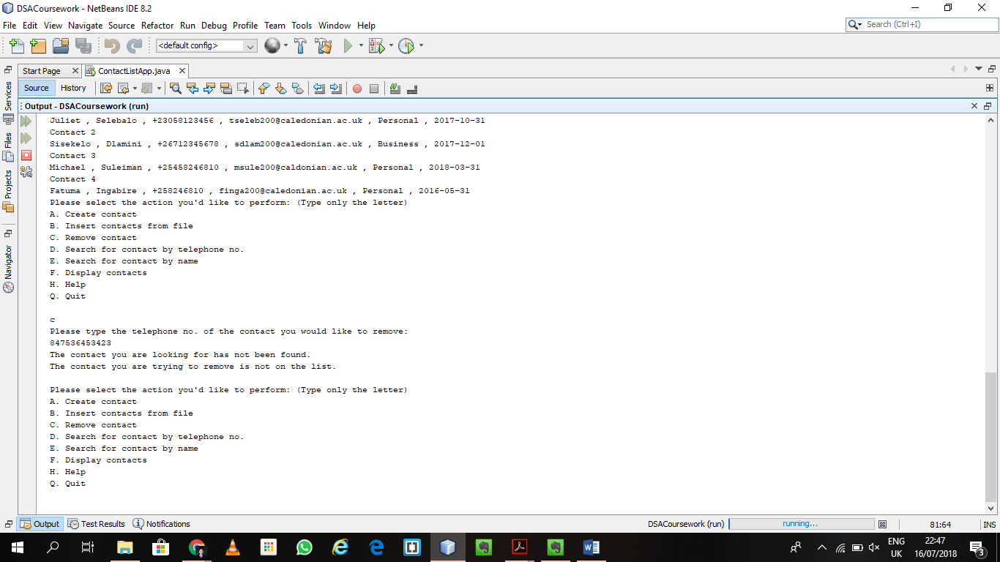 DSACoursework - NetBeans IDE 8.2
File Edit View Navigate Source Refactor Run Debug Profile Team Tools Window Help
Search (Ctrl+I)
<default config>
Start Page
ContactListApp.java
Source History
Services
Files
Projects
Navigator
Output - DSACoursework (run)
Juliet , Selebalo , +23058123456 , tseleb200@caledonian.ac.uk , Personal , 2017-10-31
Contact 2
Sisekelo , Dlamini , +26712345678 , sdlam200@caledonian.ac.uk , Business , 2017-12-01
Contact 3
Michael , Suleiman , +25458246810 , msule200@caldonian.ac.uk , Personal , 2018-03-31
Contact 4
Fatuma , Ingabire , +258246810 , finga200@caledonian.ac.uk , Personal , 2016-05-31
Please select the action you'd like to perform: (Type only the letter)
A. Create contact
B. Insert contacts from file
C. Remove contact
D. Search for contact by telephone no.
E. Search for contact by name
F. Display contacts
H. Help
Q. Quit
c
Please type the telephone no. of the contact you would like to remove:
847536453423
The contact you are looking for has not been found.
The contact you are trying to remove is not on the list.
Please select the action you'd like to perform: (Type only the letter)
A. Create contact
B. Insert contacts from file
C. Remove contact
D. Search for contact by telephone no.
E. Search for contact by name
F. Display contacts
H. Help
Q. Quit
Output Test Results Notifications
DSACoursework (run) running... 81:64 INS
ENG 22:47
UK 16/07/2018
3